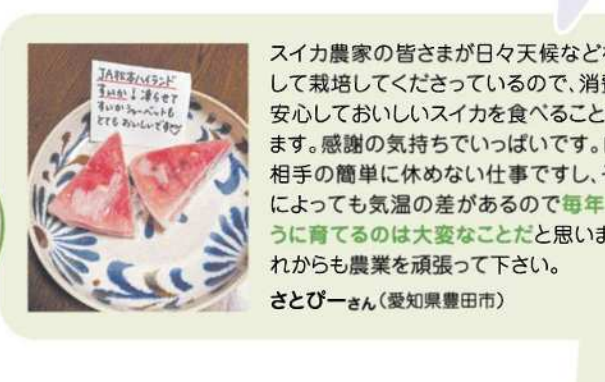 JA松本ハイランド
すいか！凍らせて
すいかシャーベットも
とてもおいしいです
スイカ農家の皆さまが日々天候など
して栽培してくださっているので、消費
安心しておいしいスイカを食べること
ます。感謝の気持ちでいっぱいです。
相手の簡単に休めない仕事ですし、
によっても気温の差があるので毎年
うに育てるのは大変なことだと思いま
れからも農業を頑張って下さい。
さとぴーさん（愛知県豊田市）